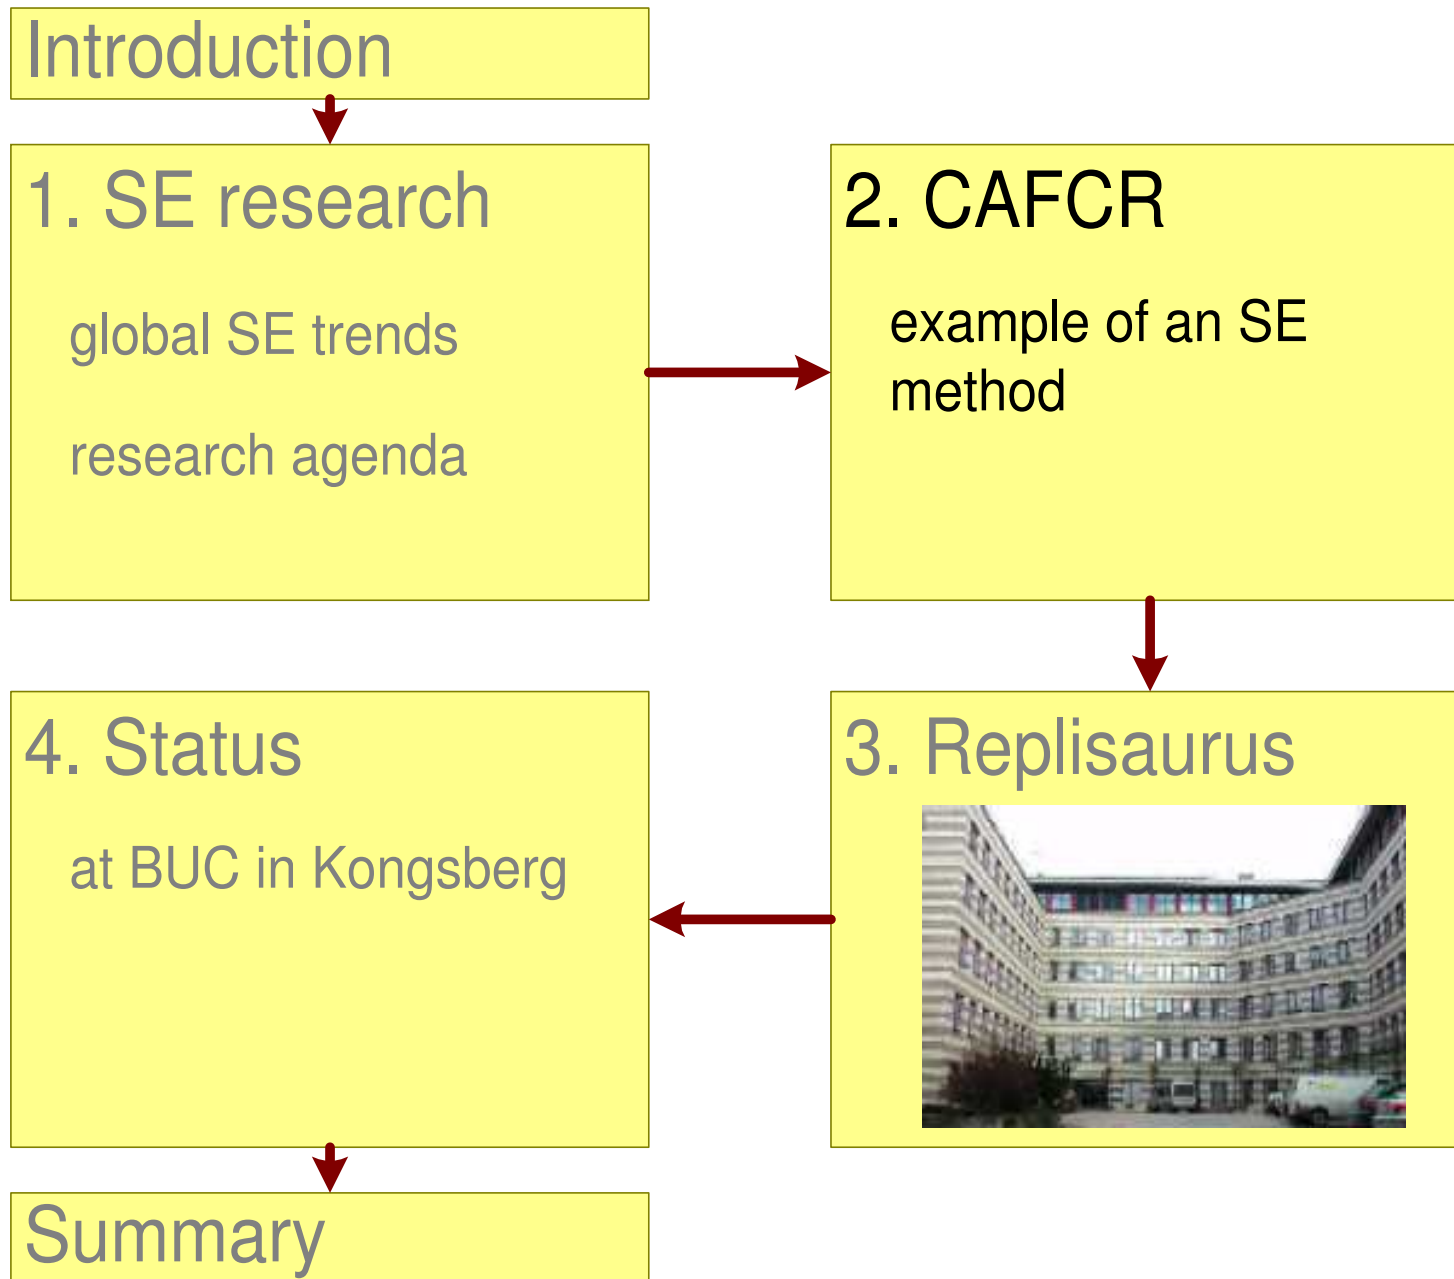 Introduction
1. SE research
global SE trends
research agenda
2. CAFCR
example of an SE
method
3. Replisaurus
4. Status
at BUC in Kongsberg
Summary